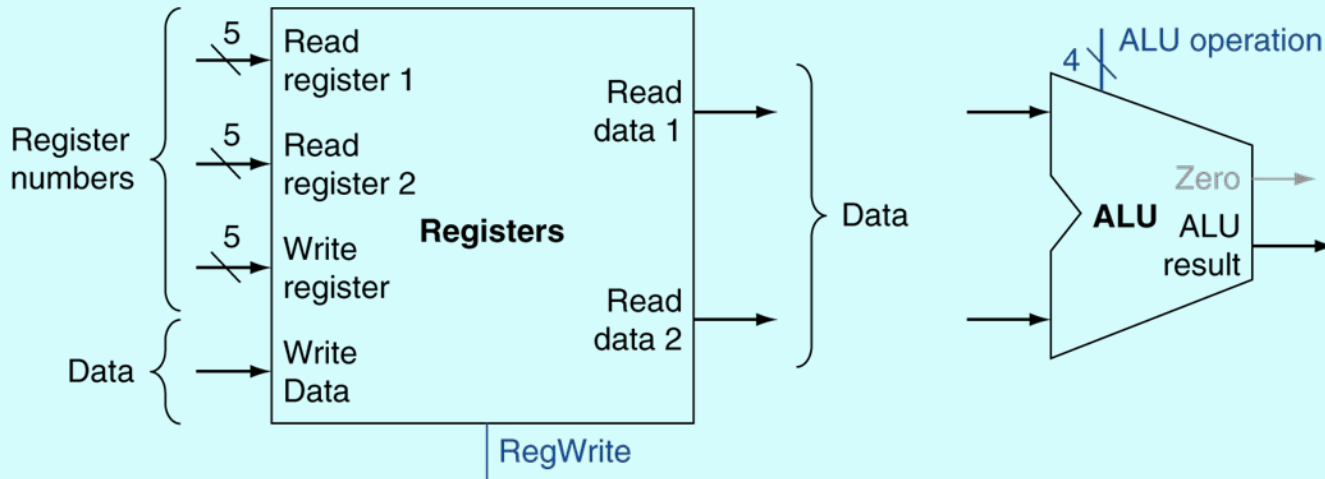 Register
numbers
Data
5
Read
register 1
5
Read
register 2
5
Write
register
Write
Data
Registers
Read
data 1
Read
data 2
RegWrite
Data
4
ALU operation
Zero
ALU
ALU
result